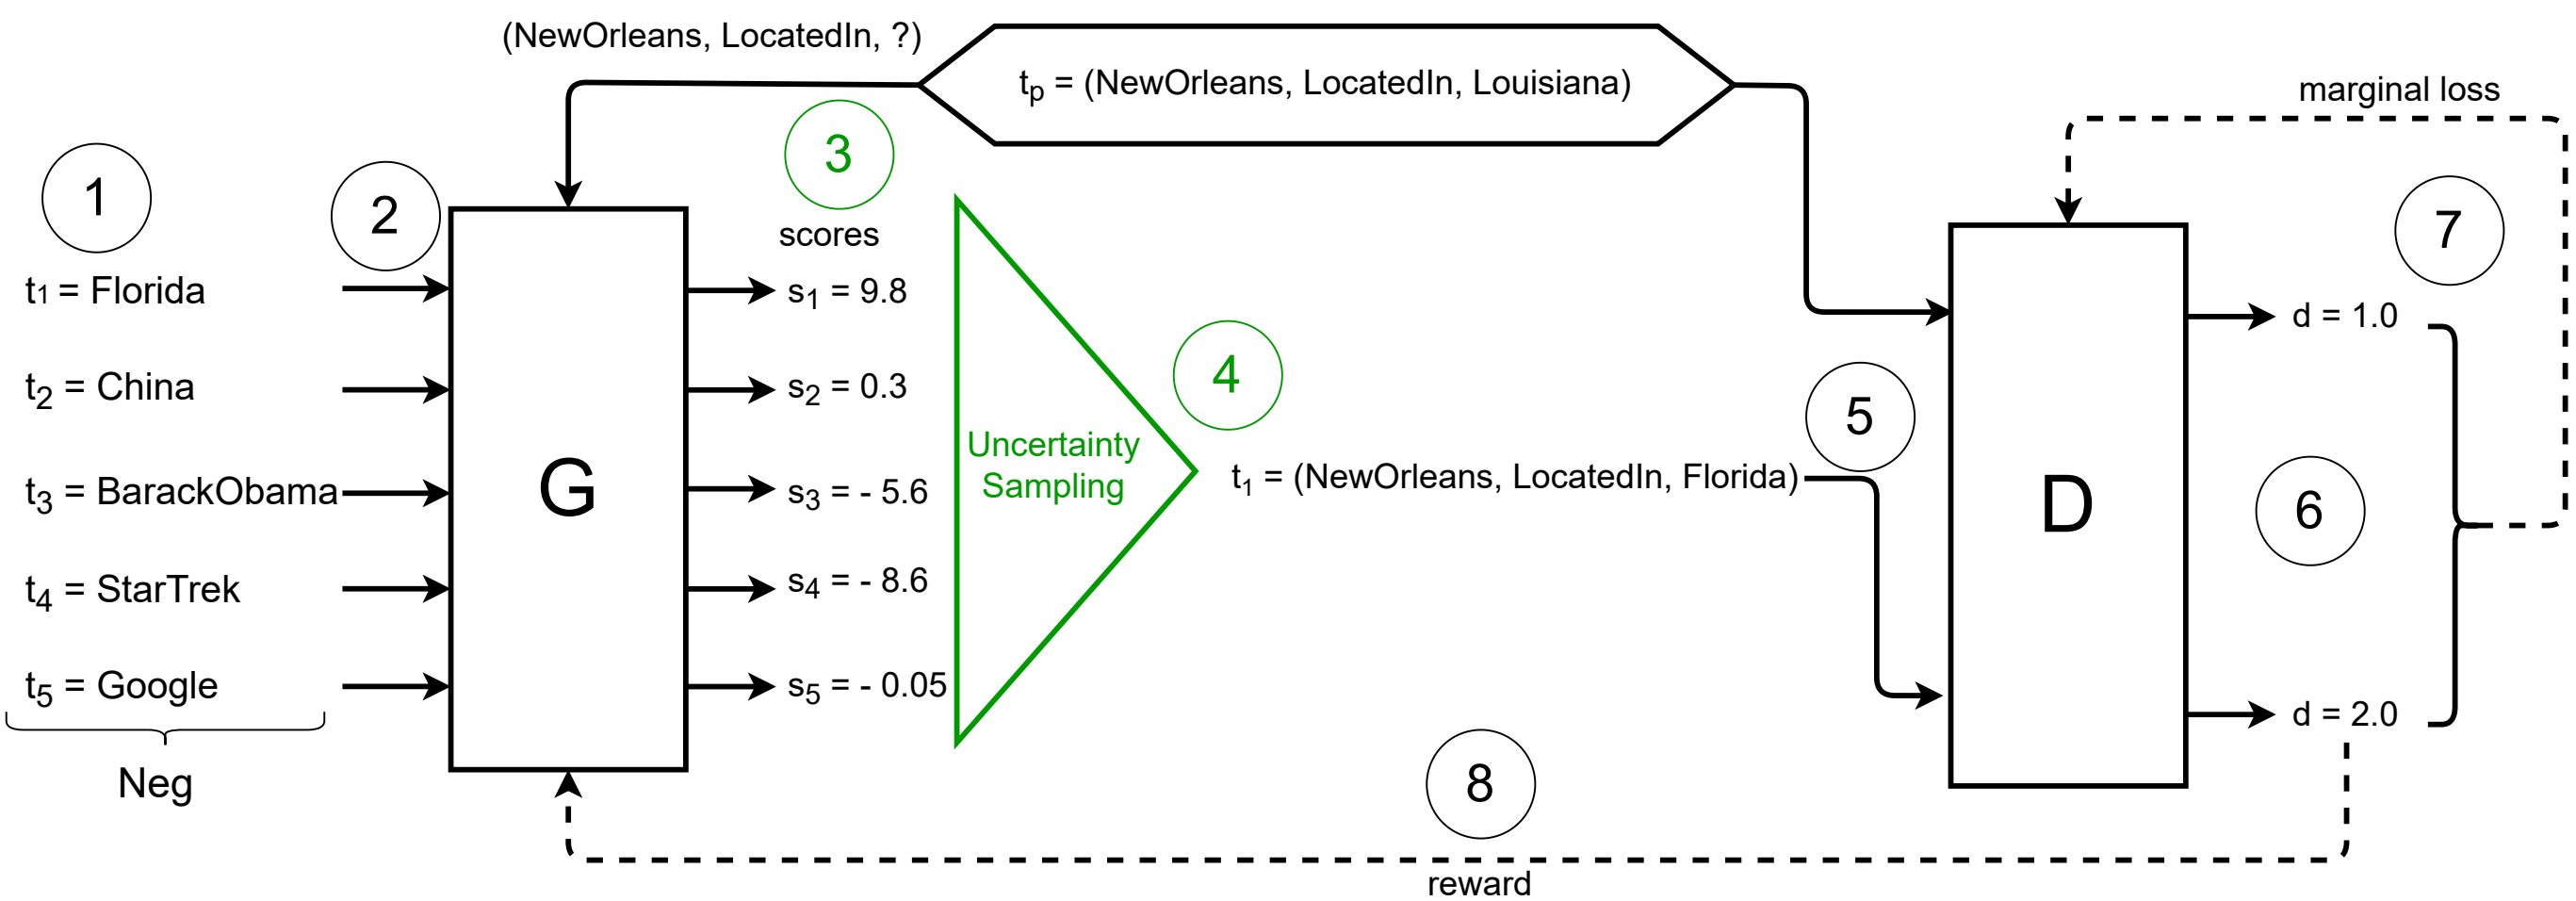 (NewOrleans, LocatedIn, ?)
tp = (NewOrleans, LocatedIn, Louisiana)
marginal loss
1
2
3
scores
t1 = Florida
t2 = China
t3 = BarackObama
t4 = StarTrek
t5 = Google
Neg
G
s1 = 9.8
s2 = 0.3
s3 = - 5.6
s4 = - 8.6
s5 = - 0.05
Uncertainty
Sampling
4
t1 = (NewOrleans, LocatedIn, Florida)
5
D
d = 1.0
7
6
d = 2.0
8
reward